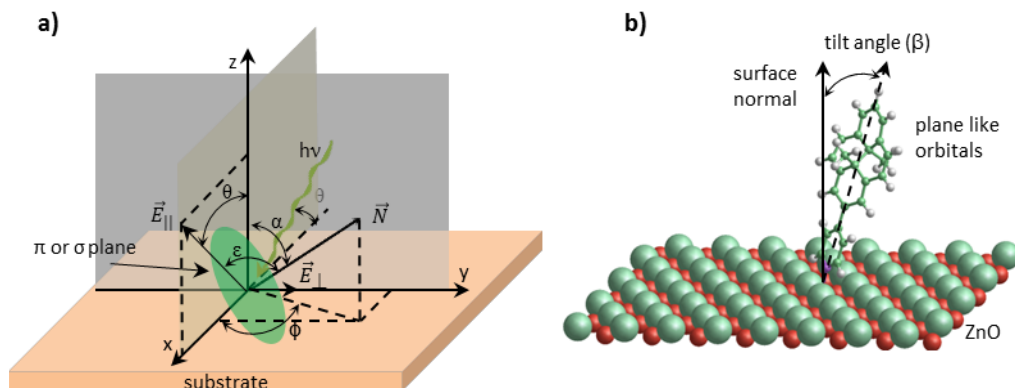 a)
z
hν
θ
θ
α
E⃗||
N⃗
ε
π or σ plane
E⃗⊥
y
ϕ
x
substrate
b)
tilt angle (β)
surface
normal
plane like
orbitals
ZnO